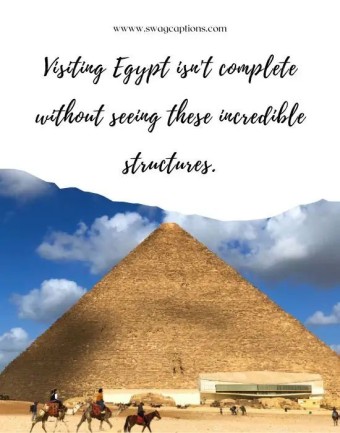 www.swagcaptions.com
Visiting Egypt isn't complete
without seeing these incredible
structures.